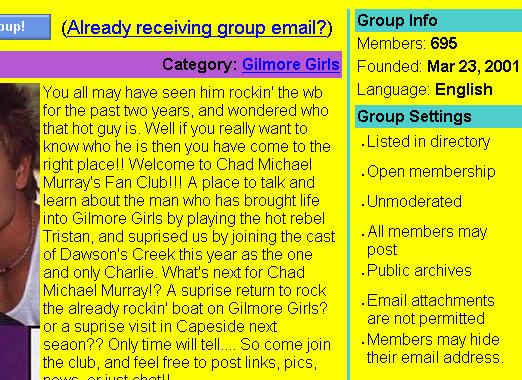 oup!
(Already receiving group email?)
Category: Gilmore Girls
You all may have seen him rockin' the wb
for the past two years, and wondered who
that hot guy is. Well if you really want to
know who he is then you have come to the
right place!! Welcome to Chad Michael
Murray's Fan Club!!! A place to talk and
learn about the man who has brought life
into Gilmore Girls by playing the hot rebel
Tristan, and suprised us by joining the cast
of Dawson's Creek this year as the one
and only Charlie. What's next for Chad
Michael Murray!? A suprise return to rock
the already rockin' boat on Gilmore Girls?
or a suprise visit in Capeside next
seaon?? Only time will tell.... So come join
the club, and feel free to post links, pics,
news, or just chat!!
Group Info
Members: 695
Founded: Mar 23, 2001
Language: English
Group Settings
· Listed in directory
· Open membership
· Unmoderated
· All members may
post
· Public archives
· Email attachments
are not permitted
· Members may hide
their email address.